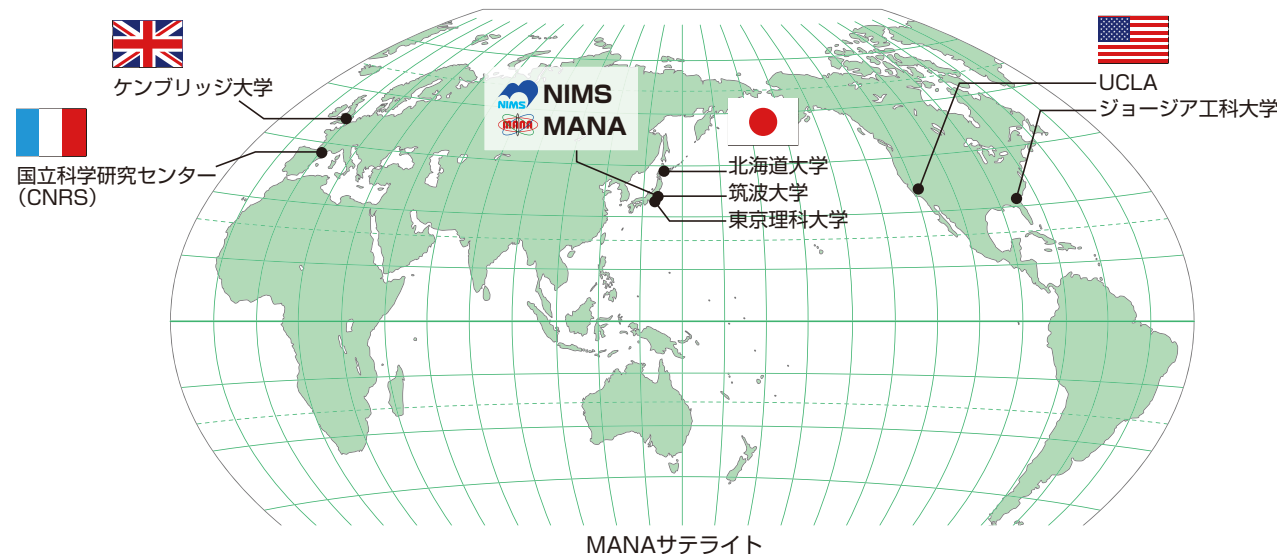 ケンブリッジ大学
国立科学研究センター
（CNRS）
NIMS
NIMS
MANA
MANA
北海道大学
筑波大学
東京理科大学
UCLA
ジョージア工科大学
MANAサテライト